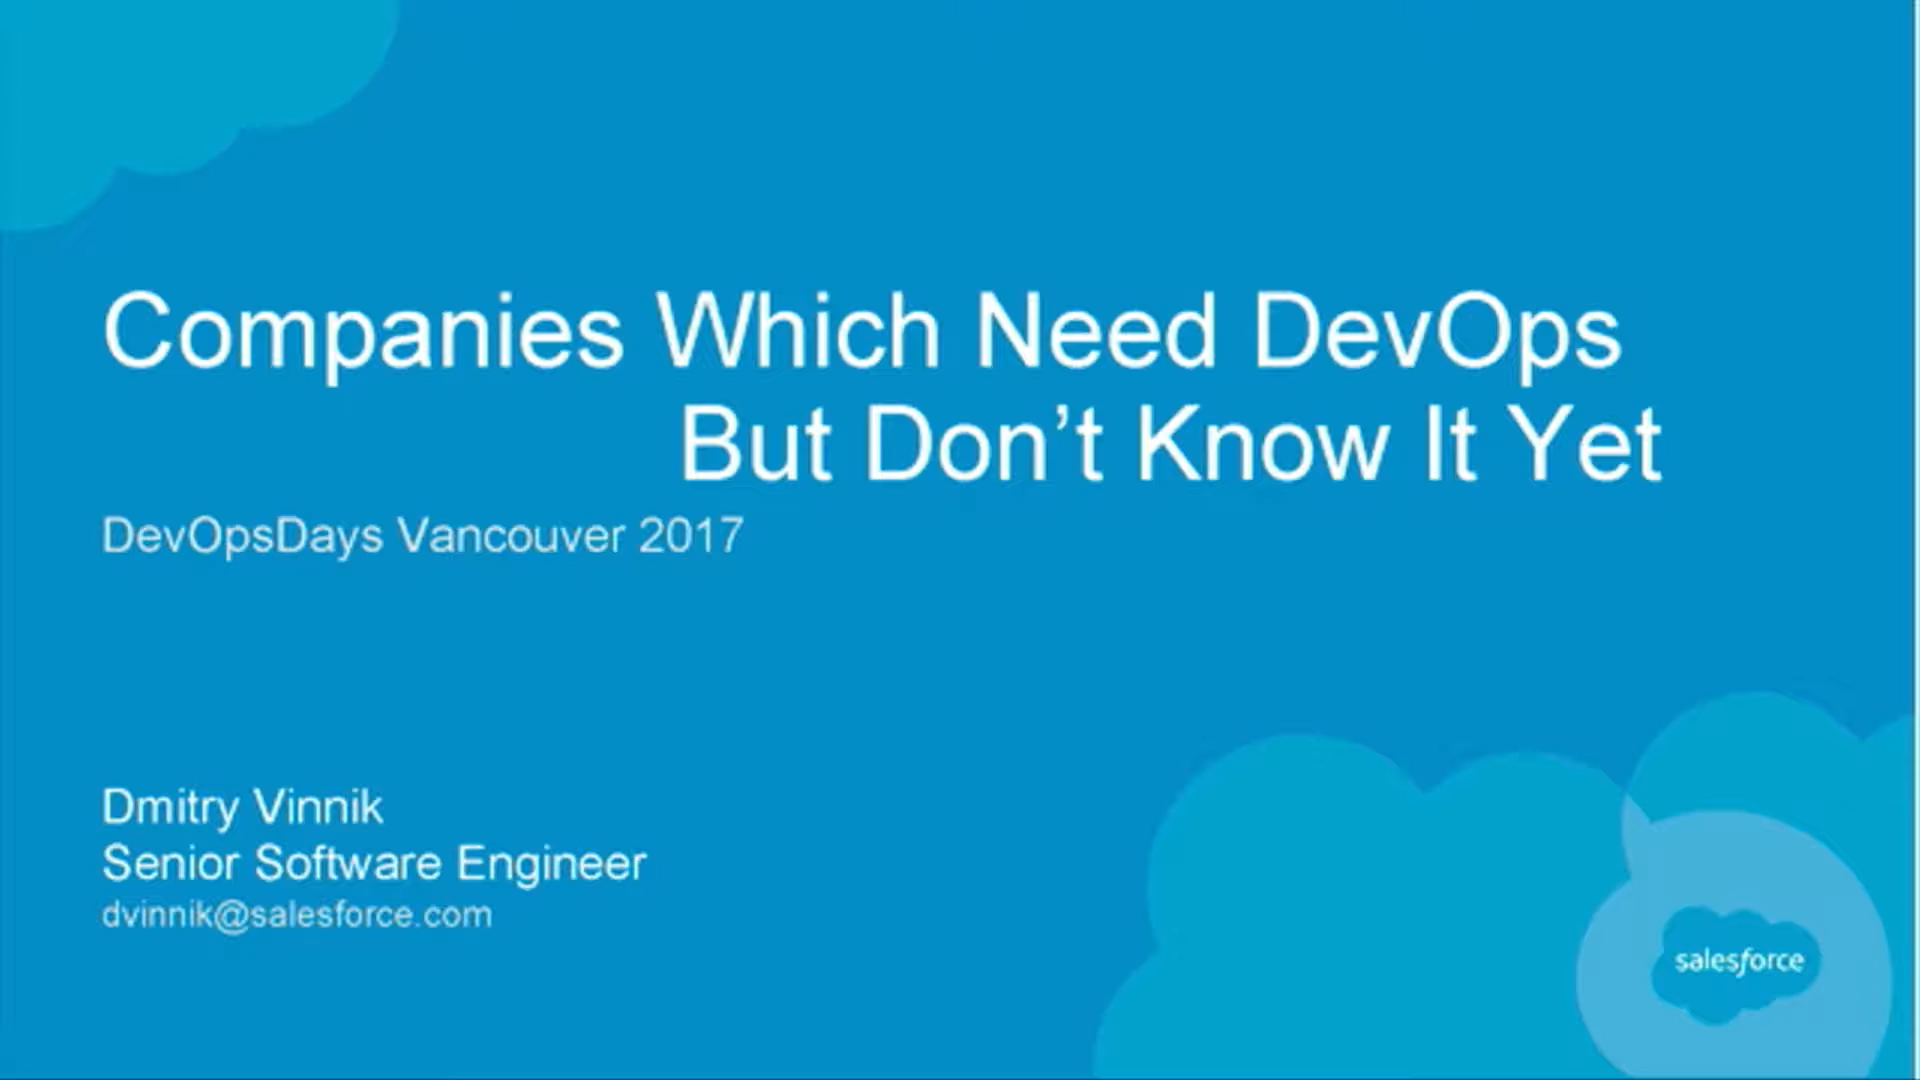 Companies Which Need DevOps
But Don’t Know It Yet
DevOpsDays Vancouver 2017
Dmitry Vinnik
Senior Software Engineer
dvinnik@salesforce.com
salesforce